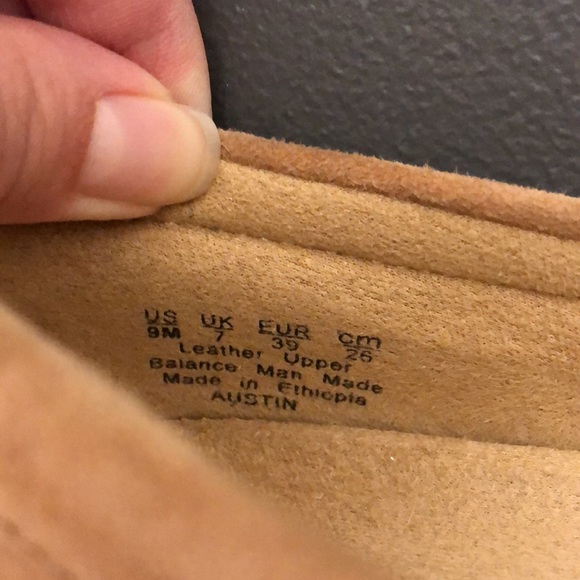 US UK EUR cm
9M 7 39 26
Leather Upper
Balance Man Made
Made in Ethiopia
AUSTIN